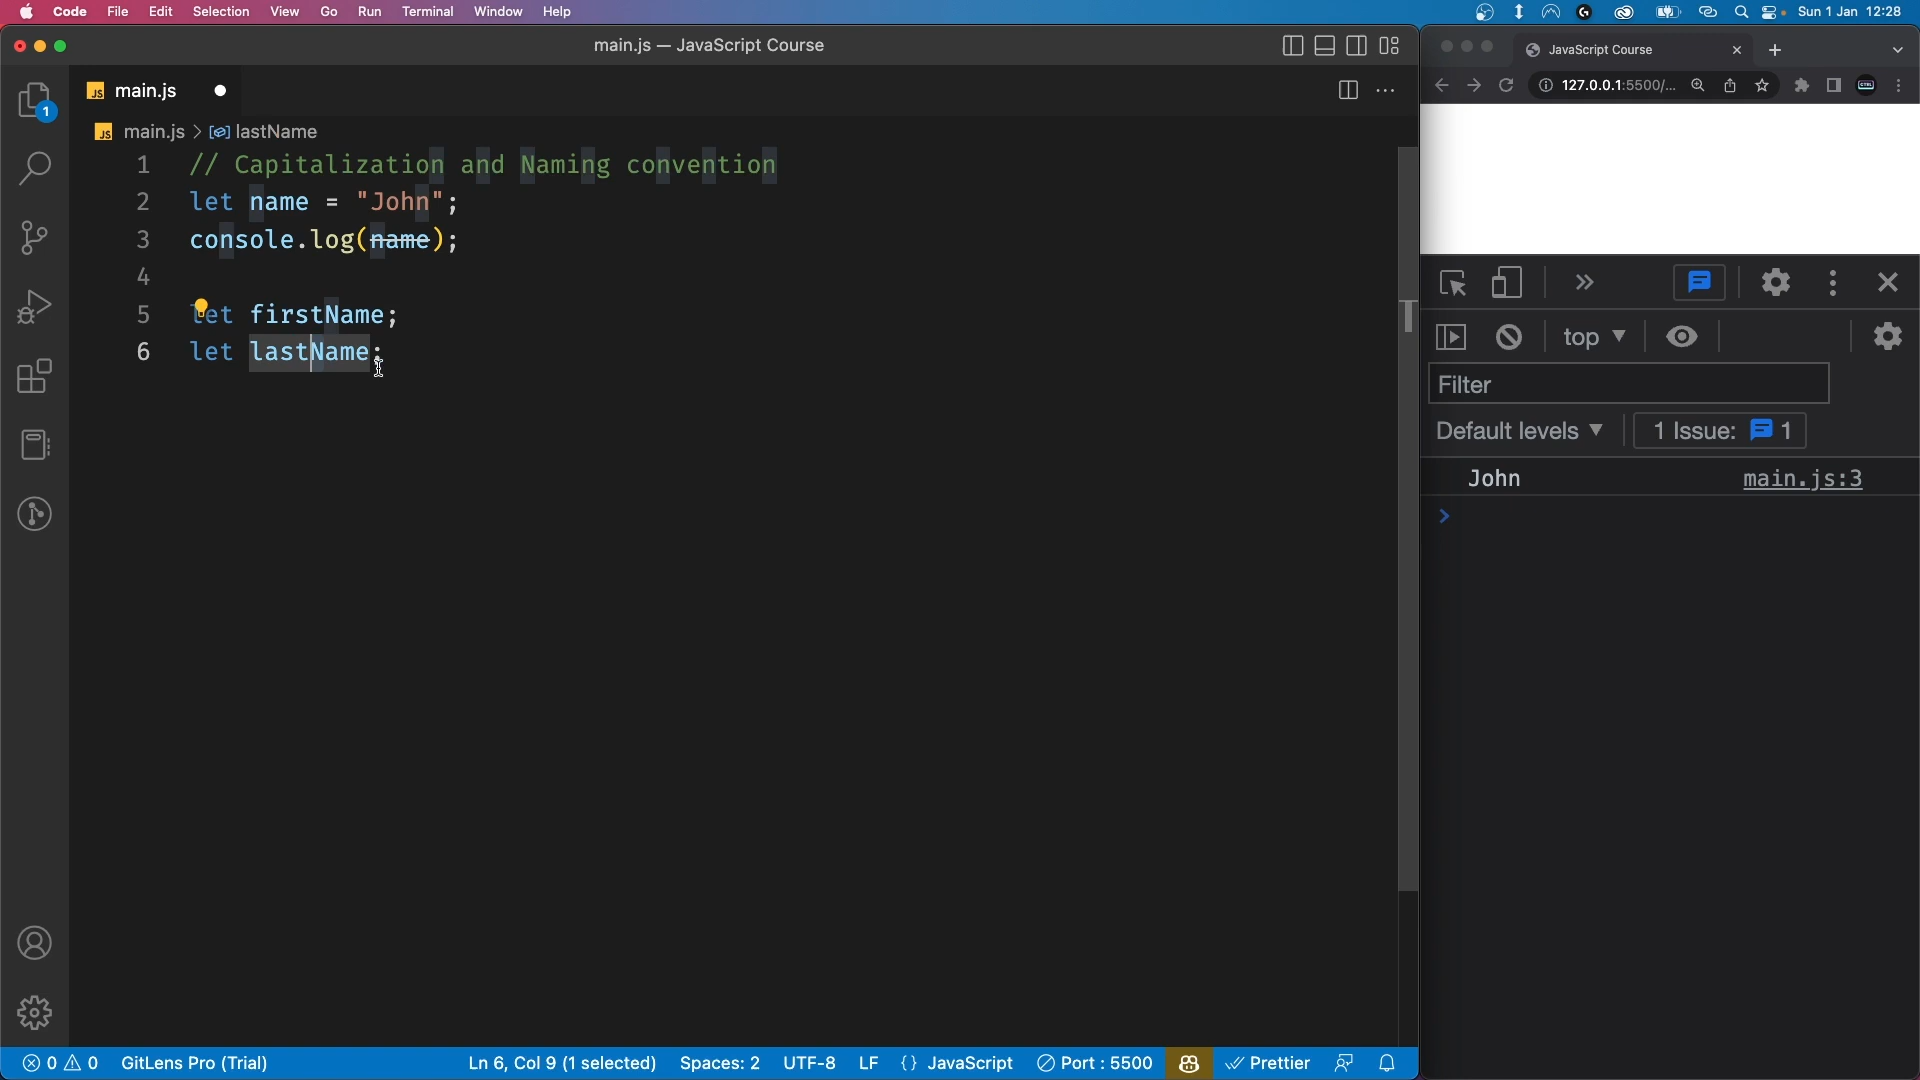 Code File Edit Selection View Go Run Terminal Window Help
Sun 1 Jan 12:28
main.js — JavaScript Course
main.js
main.js > lastName
1 // Capitalization and Naming convention
2 let name = "John";
3 console.log(name);
4
5 let firstName;
6 let lastName;
1
0 0 GitLens Pro (Trial) Ln 6, Col 9 (1 selected) Spaces: 2 UTF-8 LF {} JavaScript Port : 5500 Prettier
JavaScript Course
127.0.0.1:5500/...
top
Filter
Default levels 1 Issue: 1
John main.js:3